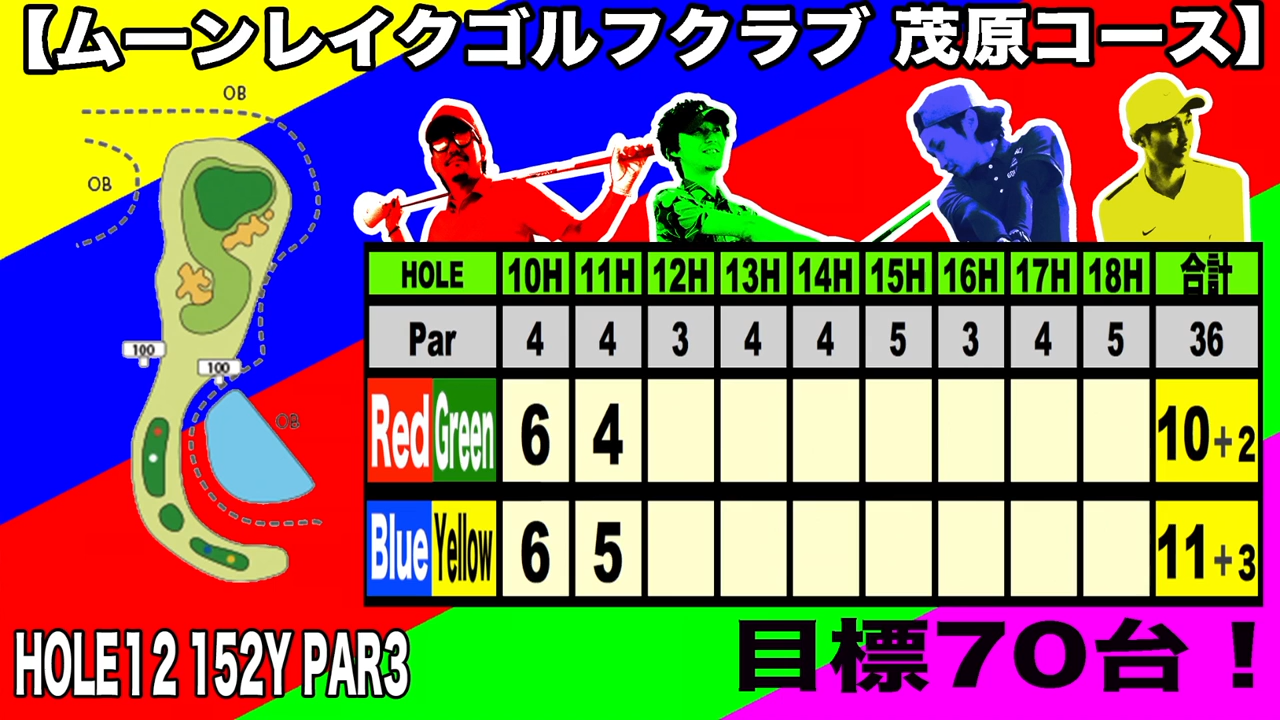 【ムーンレイクゴルフクラブ 茂原コース】
OB
OB
100
100
OB
HOLE 10H 11H 12H 13H 14H 15H 16H 17H 18H 合計
Par 4 4 3 4 4 5 3 4 5 36
Red Green 6 4 10+2
Blue Yellow 6 5 11+3
HOLE12 152Y PAR3
目標70台！